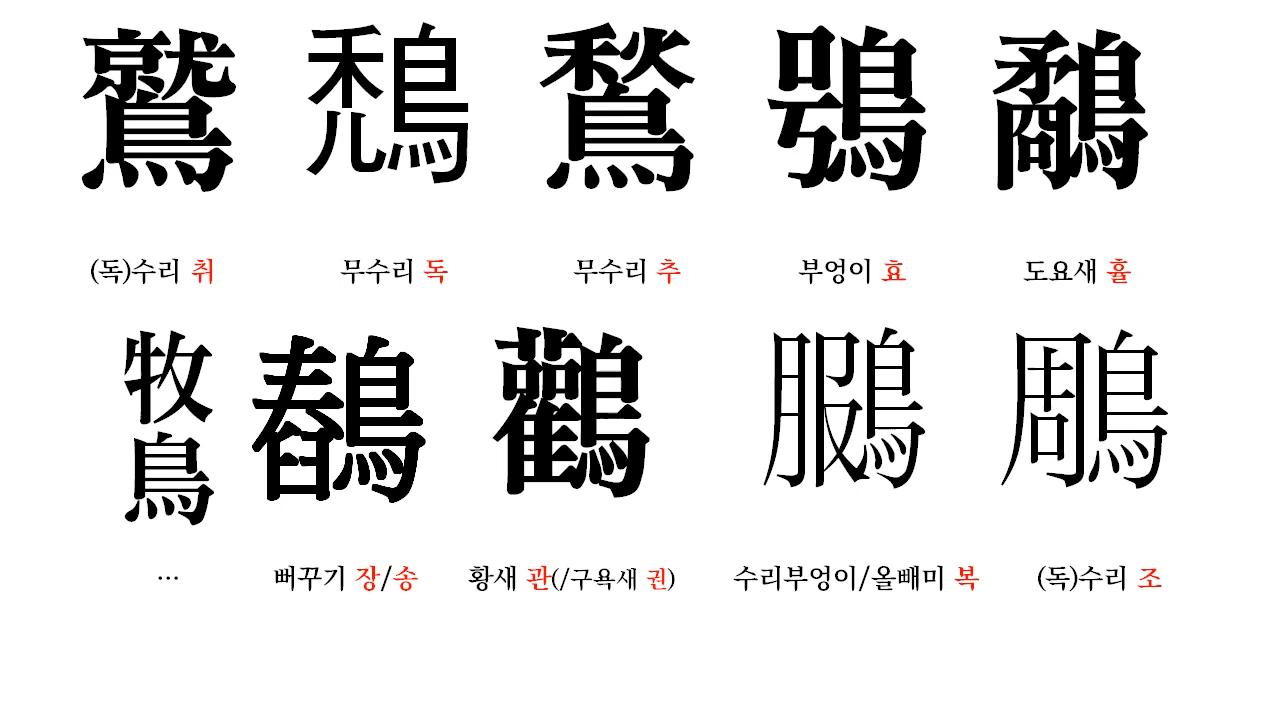 鷲 鵚 鶖 鴞 鷸
(독)수리 취 무수리 독 무수리 추 부엉이 효 도요새 휼
牧 鸛 鵩 鵰
鳥
… 뻐꾸기 장/송 황새 관(/구욕새 권) 수리부엉이/올빼미 복 (독)수리 조